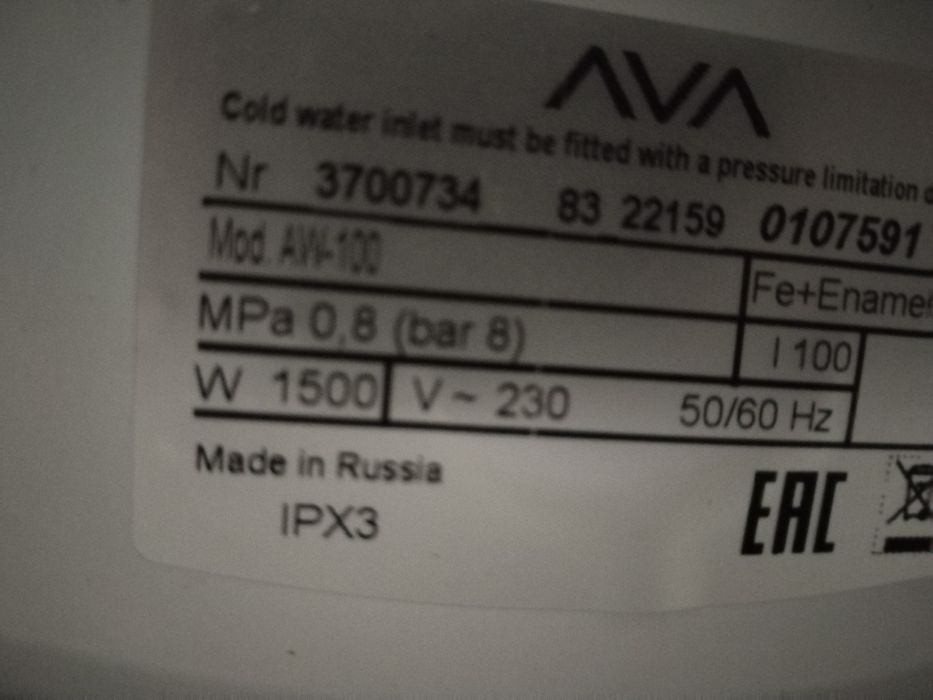 AVA
Cold water inlet must be fitted with a pressure limitation
Nr 3700734 83 22159 0107591
Mod. AW-100 Fe+Enamel
MPa 0,8 (bar 8) l 100
W 1500 V ~ 230 50/60 Hz
Made in Russia
IPX3
EAC